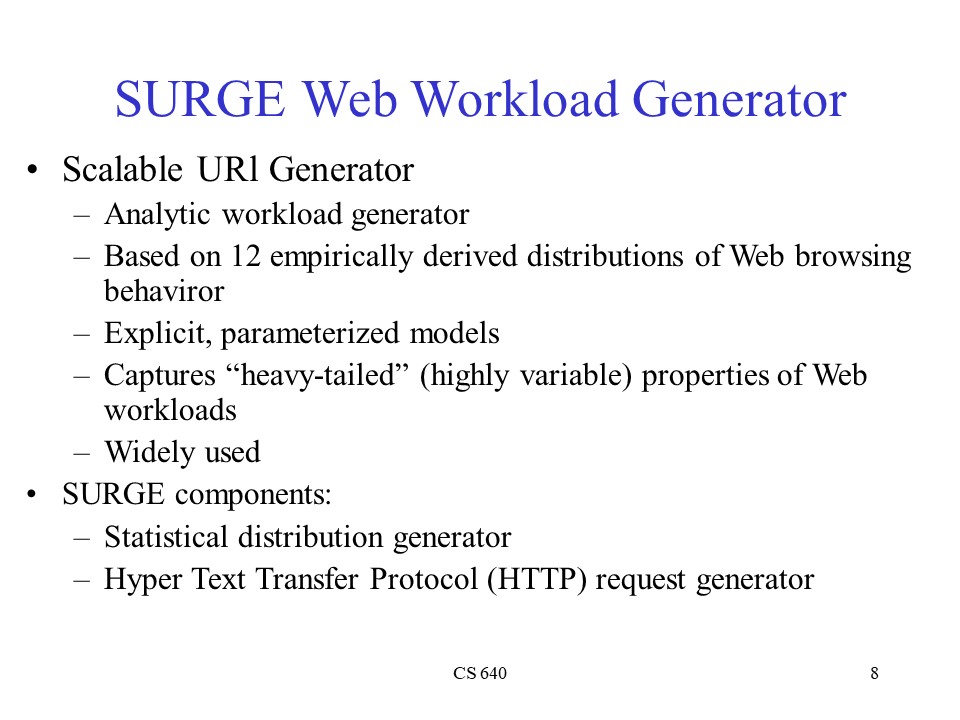 SURGE Web Workload Generator
• Scalable URl Generator
– Analytic workload generator
– Based on 12 empirically derived distributions of Web browsing
behaviror
– Explicit, parameterized models
– Captures “heavy-tailed” (highly variable) properties of Web
workloads
– Widely used
• SURGE components:
– Statistical distribution generator
– Hyper Text Transfer Protocol (HTTP) request generator
CS 640
8